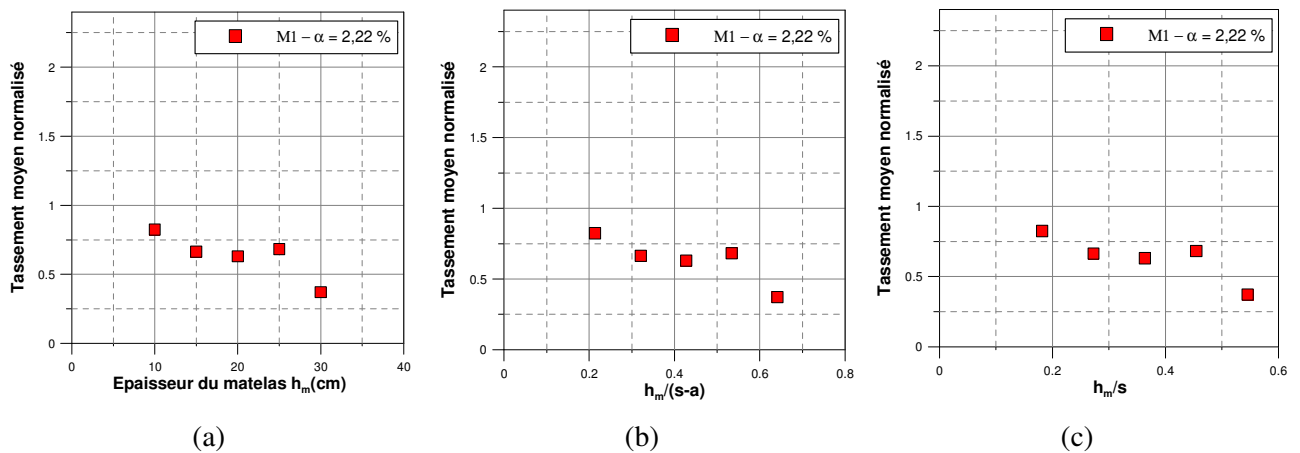 M1 – α = 2,22 %
Tassement moyen normalisé
2
1.5
1
0.5
0
0 10 20 30 40
Epaisseur du matelas hm(cm)
(a)
M1 – α = 2,22 %
Tassement moyen normalisé
2
1.5
1
0.5
0
0 0.2 0.4 0.6 0.8
hm/(s-a)
(b)
M1 – α = 2,22 %
Tassement moyen normalisé
2
1.5
1
0.5
0
0 0.2 0.4 0.6
hm/s
(c)